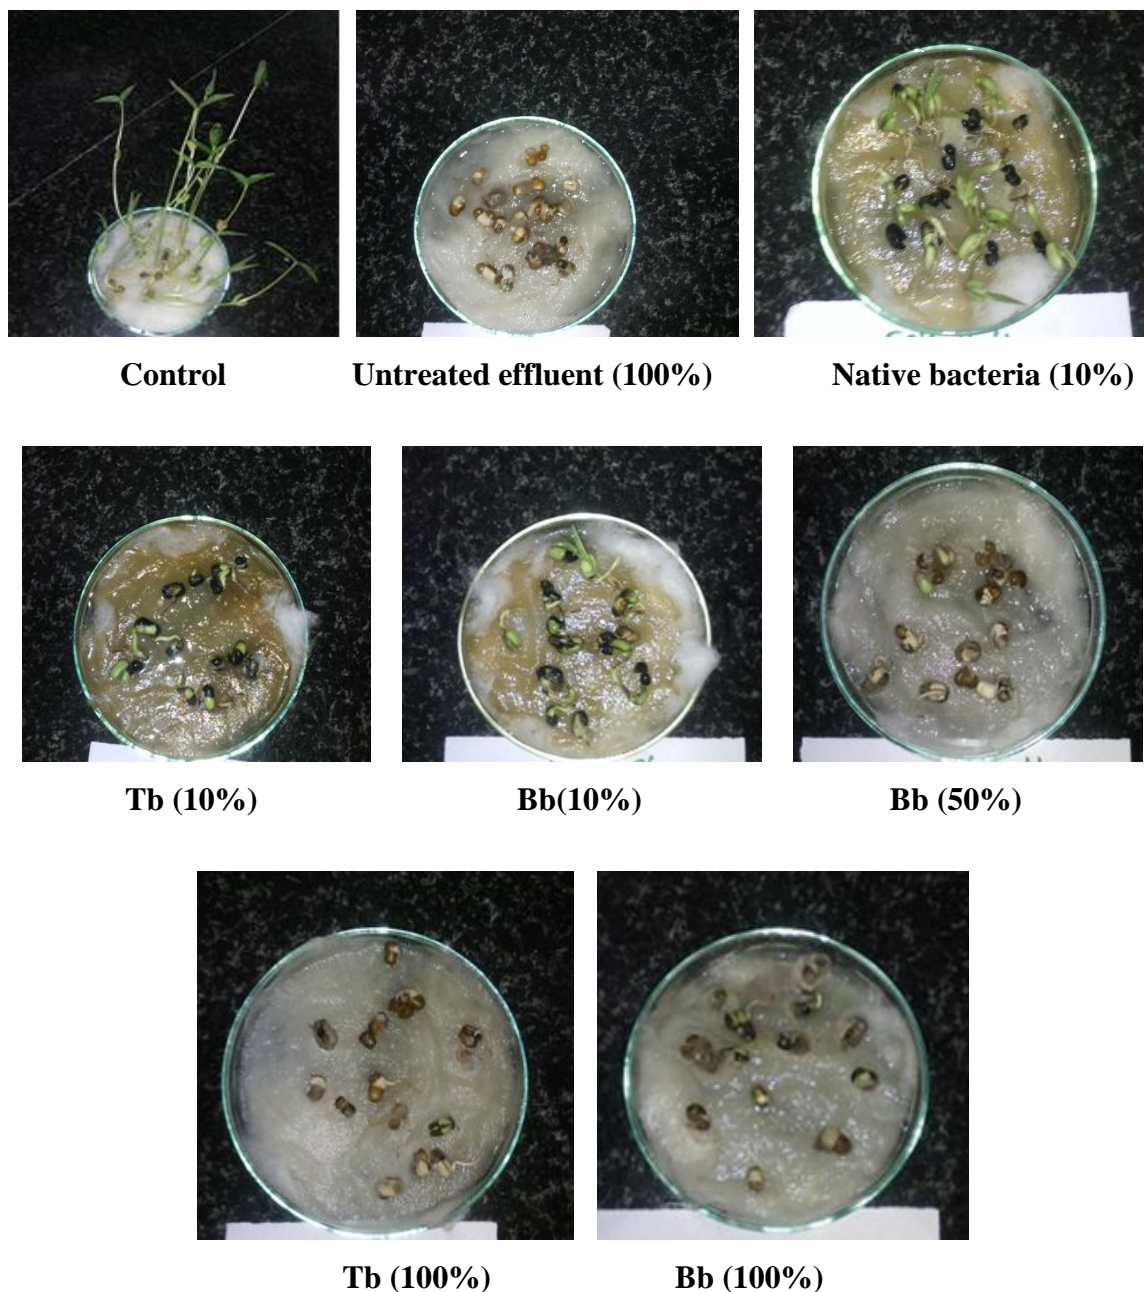 Control
Untreated effluent (100%)
Native bacteria (10%)
Tb (10%)
Bb(10%)
Bb (50%)
Tb (100%)
Bb (100%)